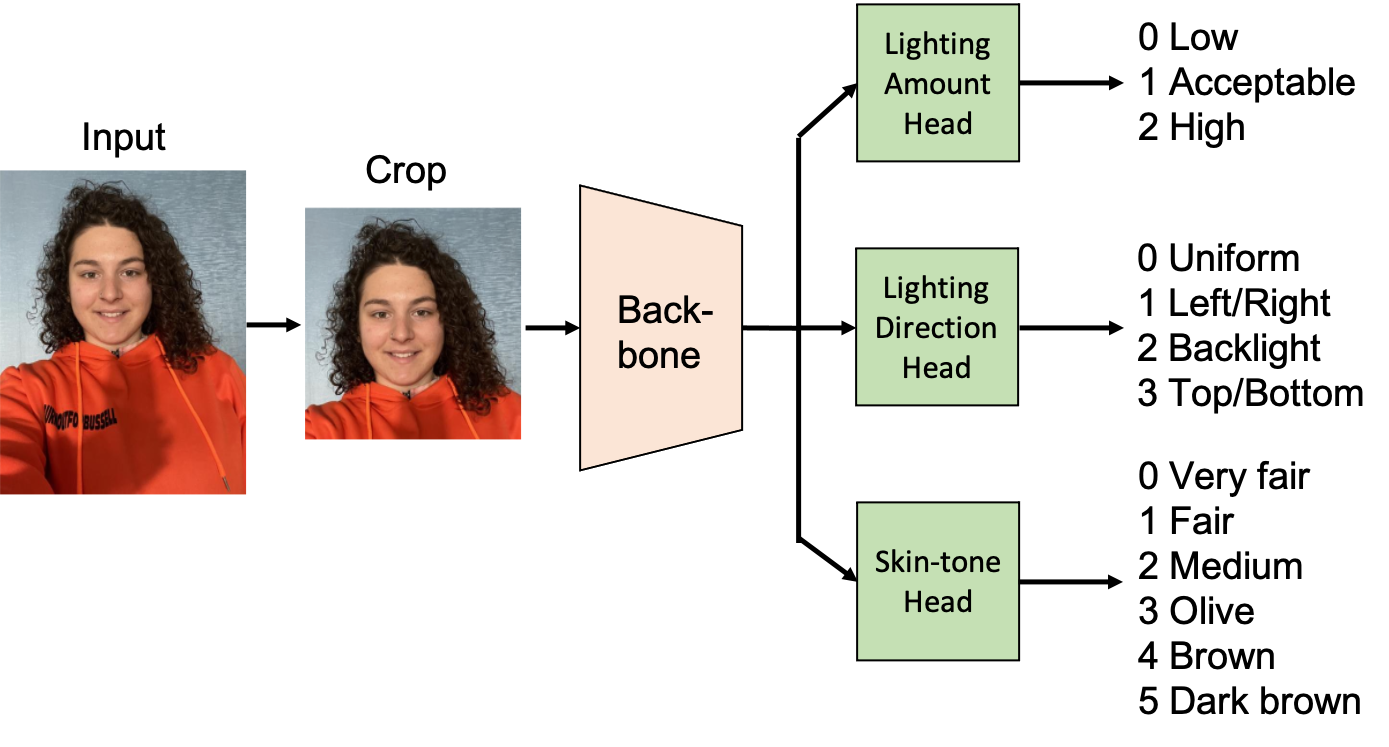 Input
Crop
Back-
bone
Lighting
Amount
Head
0 Low
1 Acceptable
2 High
Lighting
Direction
Head
0 Uniform
1 Left/Right
2 Backlight
3 Top/Bottom
Skin-tone
Head
0 Very fair
1 Fair
2 Medium
3 Olive
4 Brown
5 Dark brown
BUSSELL